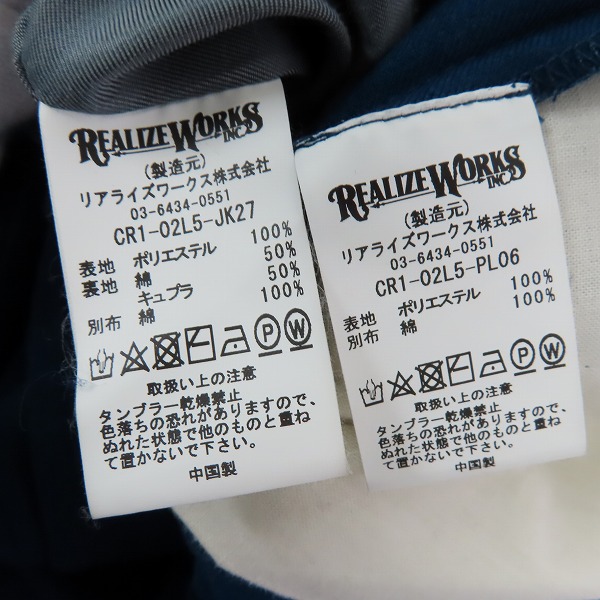 REALIZEWORKS
INC
(製造元)
リアライズワークス株式会社
03-6434-0551
CR1-02L5-JK27
表地 ポリエステル 100%
裏地 綿 50%
キュプラ 50%
別布 綿 100%
P W
取扱い上の注意
タンブラー乾燥禁止
色落ちの恐れがありますので、
ぬれた状態で他のものと重ね
て置かないで下さい。
中国製
REALIZEWORKS
INC
(製造元)
リアライズワークス株式会社
03-6434-0551
CR1-02L5-PL06
表地 ポリエステル 100%
別布 綿 100%
P W
取扱い上の注意
タンブラー乾燥禁止
色落ちの恐れがありますので、
ぬれた状態で他のものと重ね
て置かないで下さい。
中国製